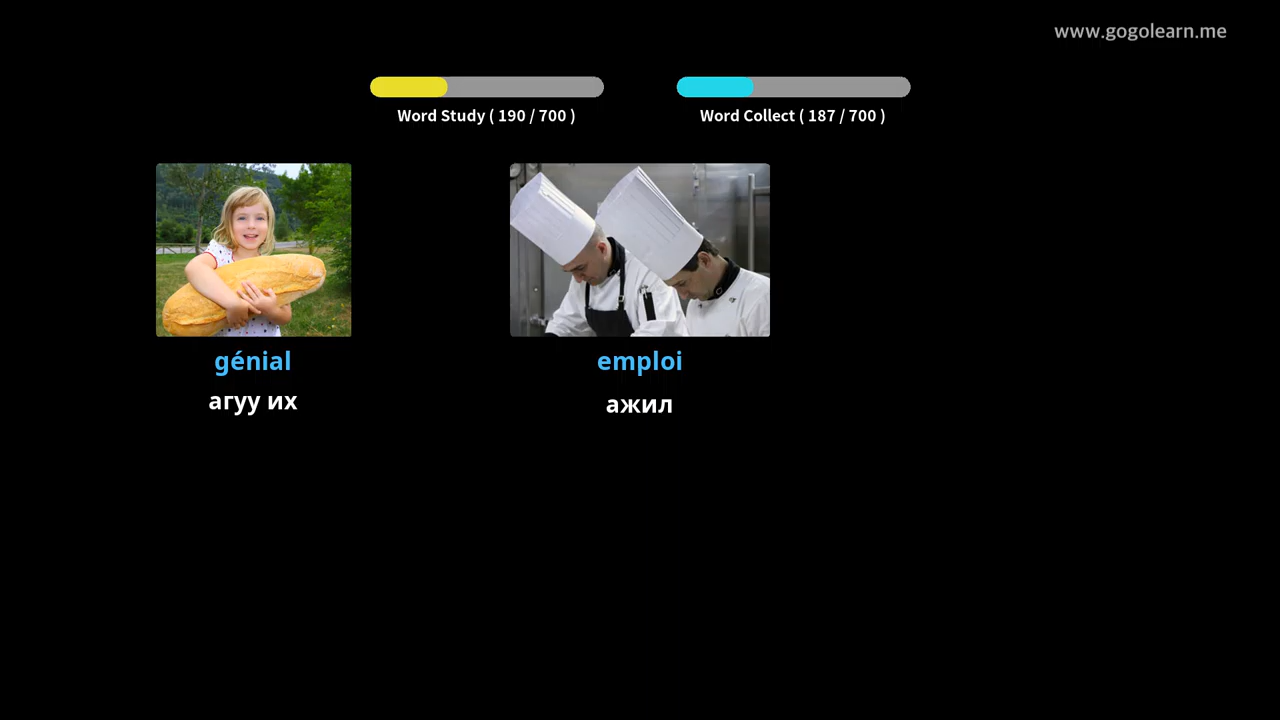 www.gogolearn.me
Word Study ( 190 / 700 )
Word Collect ( 187 / 700 )
génial
агуу их
emploi
ажил